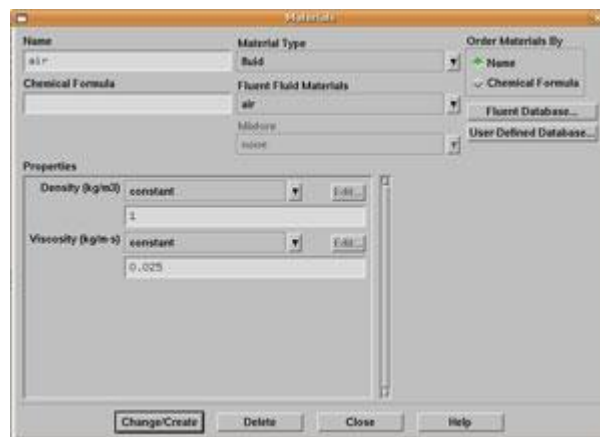 Materials
Name
air
Chemical Formula
Material Type
fluid
Fluent Fluid Materials
air
Mixture
none
Order Materials By
Name
Chemical Formula
Fluent Database...
User Defined Database...
Properties
Density (kg/m3) constant Edit...
1
Viscosity (kg/m-s) constant Edit...
0.025
Change/Create Delete Close Help